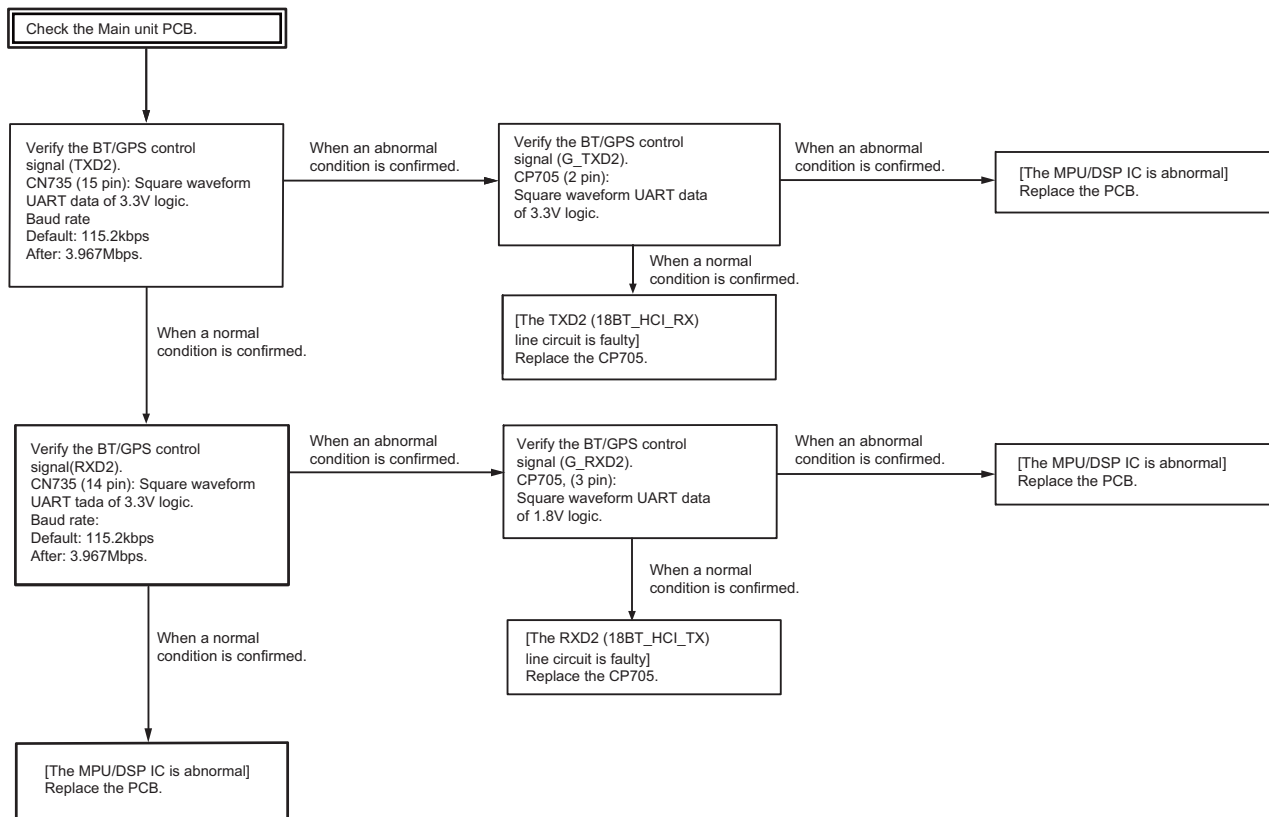 Check the Main unit PCB.
Verify the BT/GPS control
signal (TXD2).
CN735 (15 pin): Square waveform
UART data of 3.3V logic.
Baud rate
Default: 115.2kbps
After: 3.967Mbps.
When an abnormal
condition is confirmed.
Verify the BT/GPS control
signal (G_TXD2).
CP705 (2 pin):
Square waveform UART data
of 3.3V logic.
When an abnormal
condition is confirmed.
[The MPU/DSP IC is abnormal]
Replace the PCB.
When a normal
condition is confirmed.
[The TXD2 (18BT_HCI_RX)
line circuit is faulty]
Replace the CP705.
When a normal
condition is confirmed.
Verify the BT/GPS control
signal(RXD2).
CN735 (14 pin): Square waveform
UART tada of 3.3V logic.
Baud rate:
Default: 115.2kbps
After: 3.967Mbps.
When an abnormal
condition is confirmed.
Verify the BT/GPS control
signal (G_RXD2).
CP705, (3 pin):
Square waveform UART data
of 1.8V logic.
When an abnormal
condition is confirmed.
[The MPU/DSP IC is abnormal]
Replace the PCB.
When a normal
condition is confirmed.
[The RXD2 (18BT_HCI_TX)
line circuit is faulty]
Replace the CP705.
When a normal
condition is confirmed.
[The MPU/DSP IC is abnormal]
Replace the PCB.